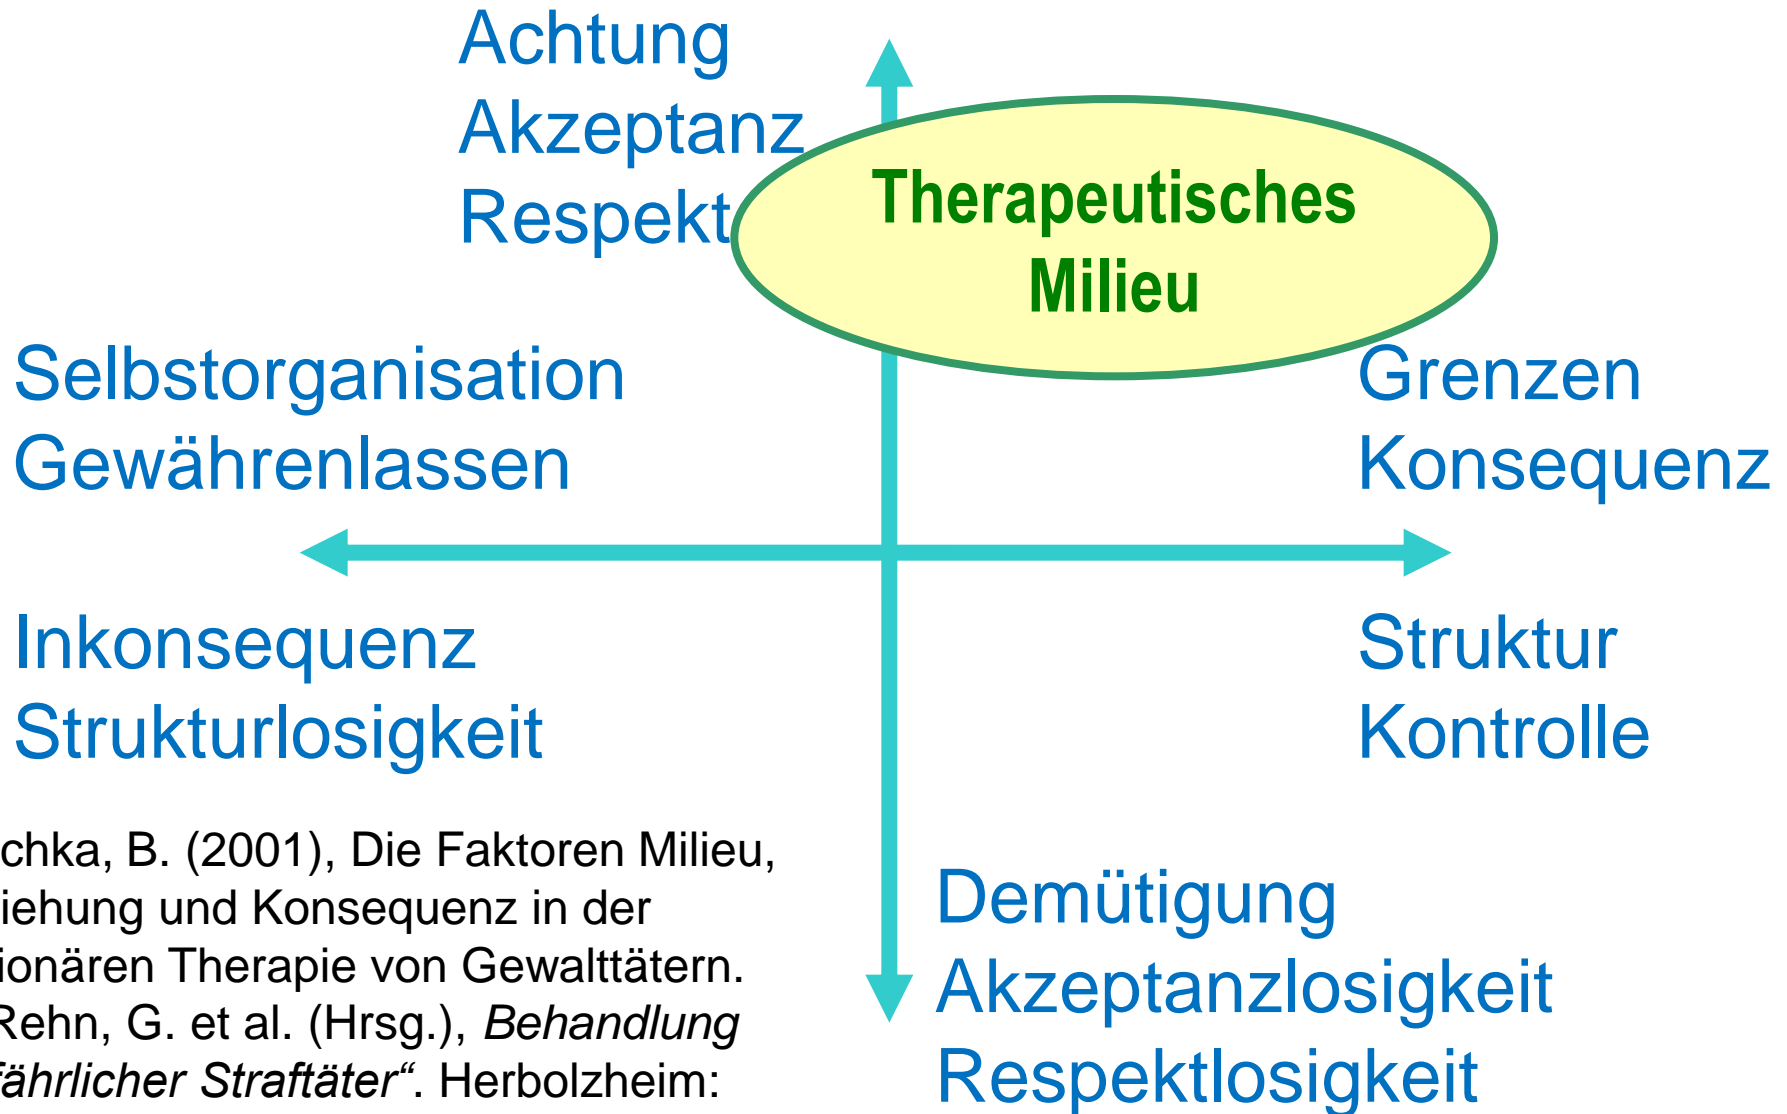 Achtung
Akzeptanz
Respekt
Therapeutisches
Milieu
Selbstorganisation
Gewährenlassen
Grenzen
Konsequenz
Inkonsequenz
Strukturlosigkeit
Struktur
Kontrolle
chka, B. (2001), Die Faktoren Milieu,
iehung und Konsequenz in der
ionären Therapie von Gewalttätern.
Rehn, G. et al. (Hrsg.), Behandlung
fährlicher Straftäter“. Herbolzheim:
Demütigung
Akzeptanzlosigkeit
Respektlosigkeit